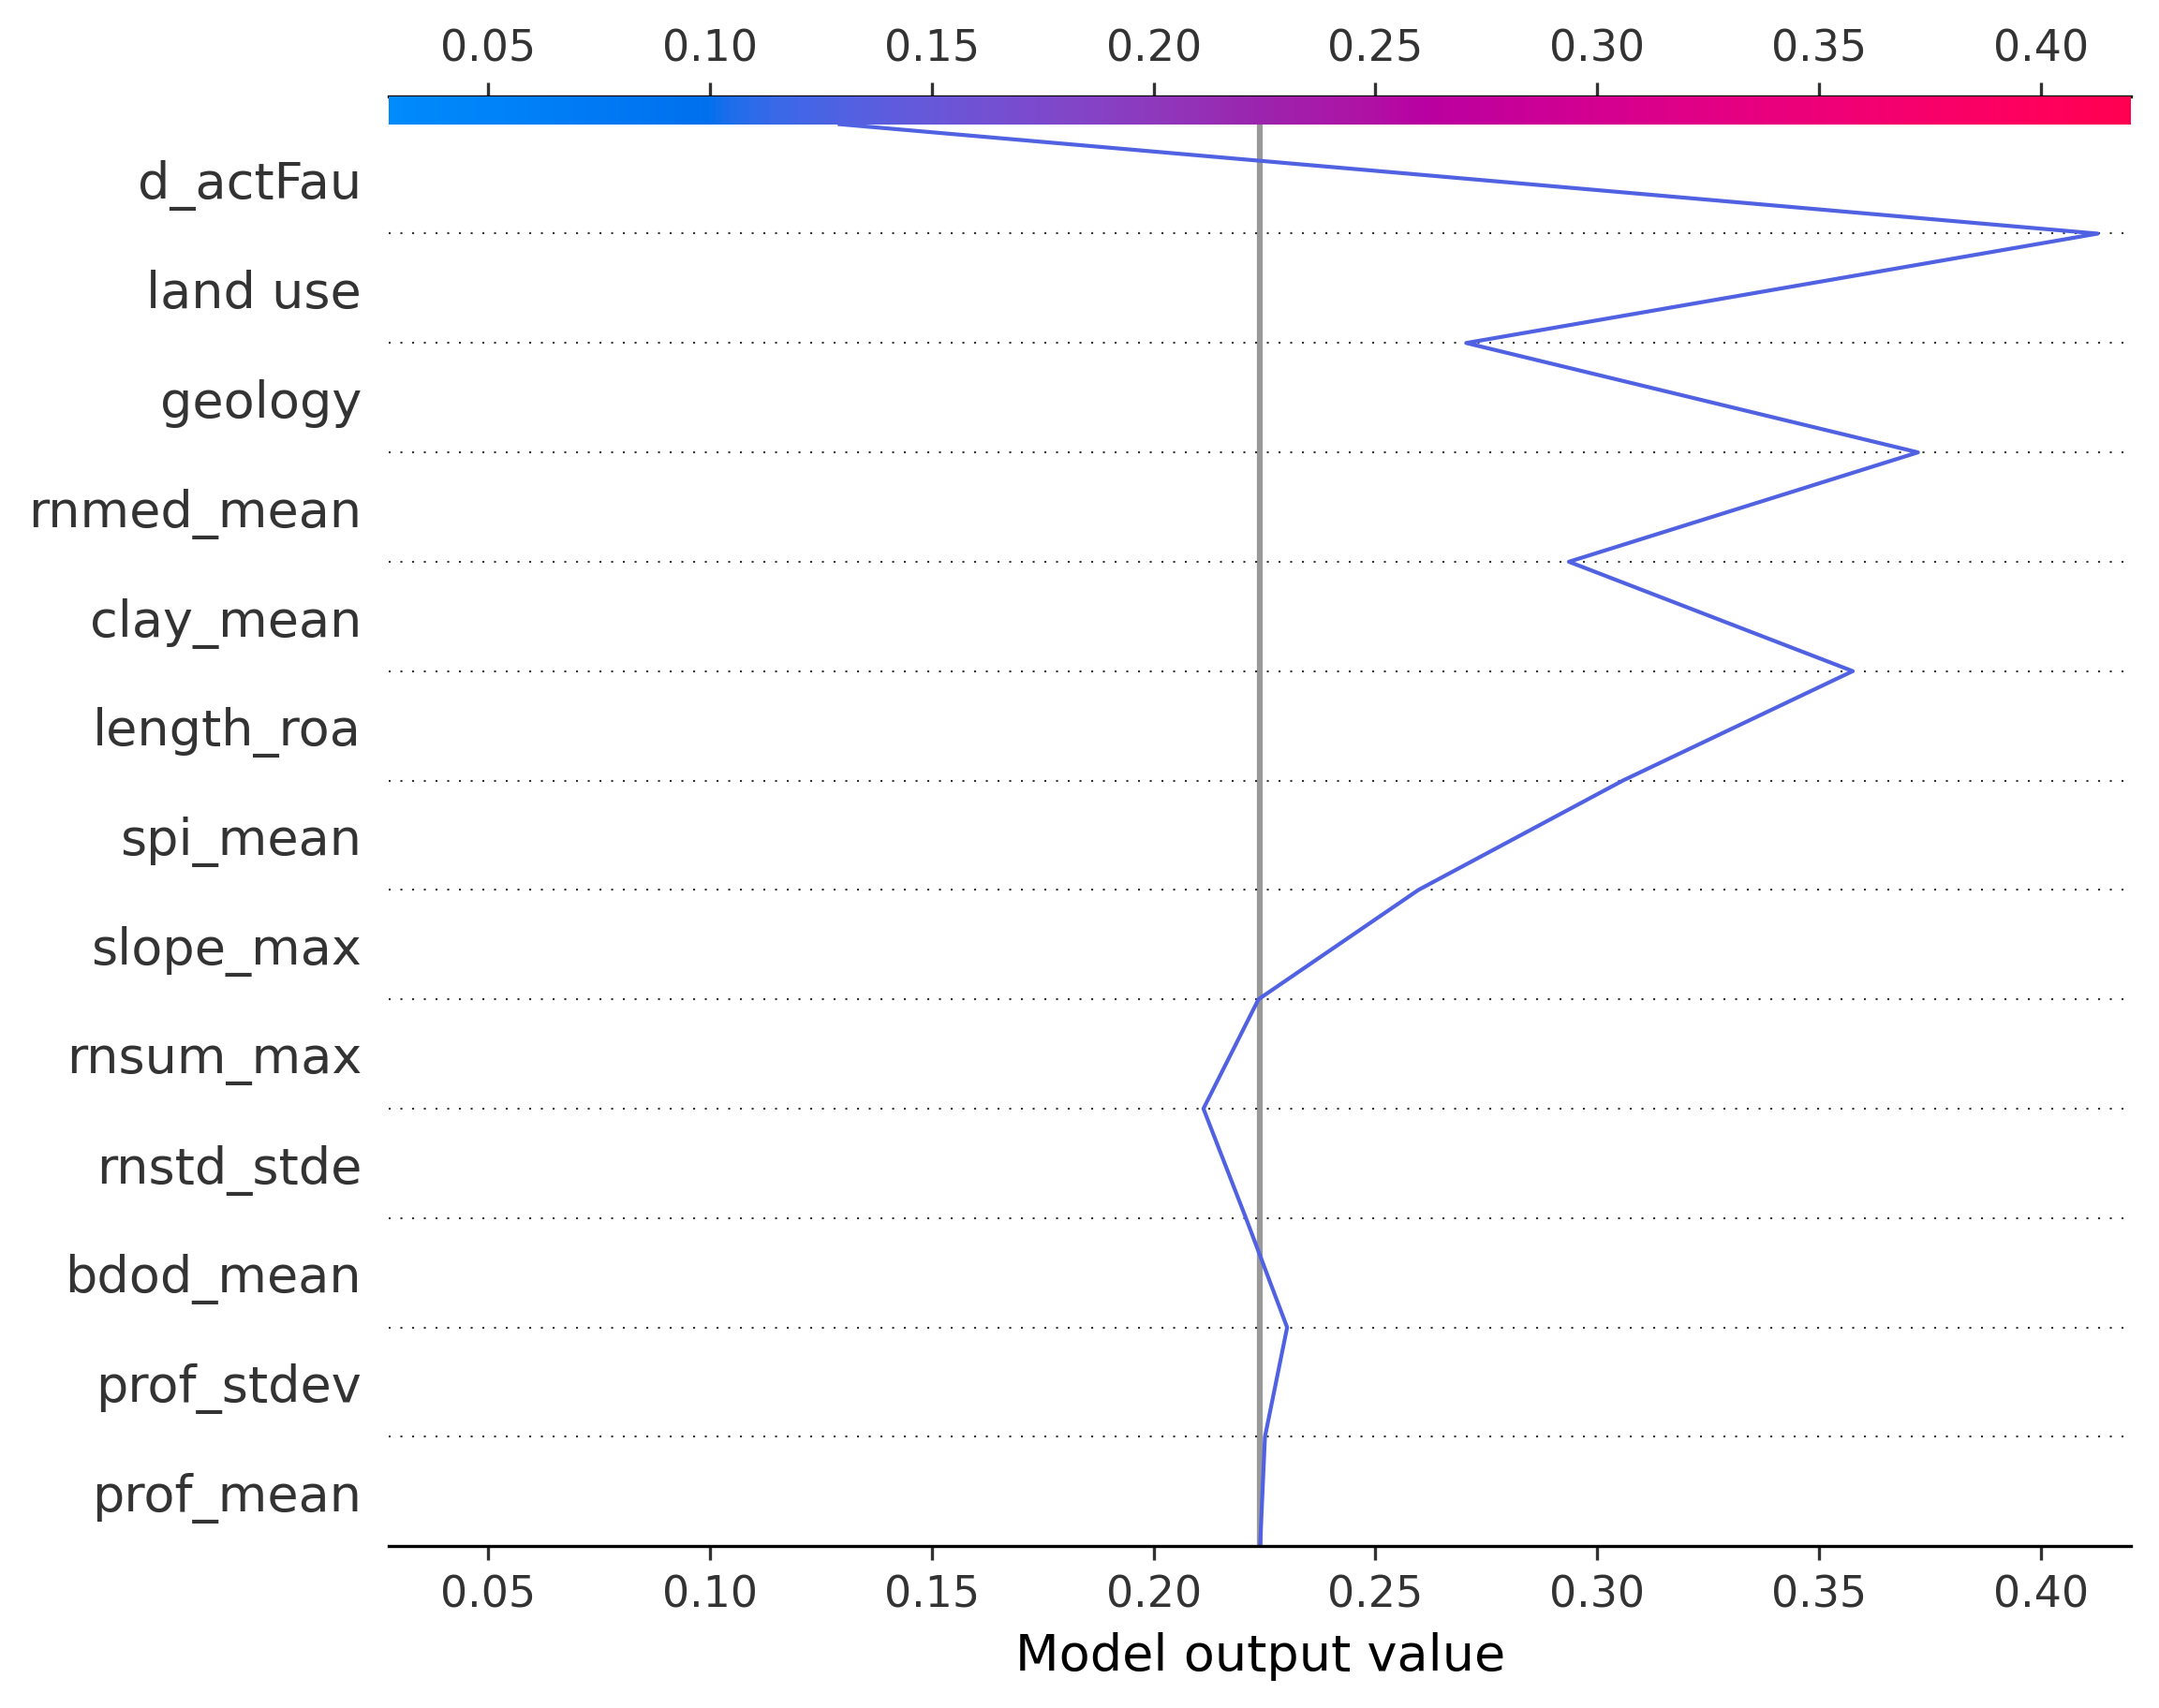 0.05 0.10 0.15 0.20 0.25 0.30 0.35 0.40
d_actFau
land use
geology
rnmed_mean
clay_mean
length_roa
spi_mean
slope_max
rnsum_max
rnstd_stde
bdod_mean
prof_stdev
prof_mean
0.05 0.10 0.15 0.20 0.25 0.30 0.35 0.40
Model output value